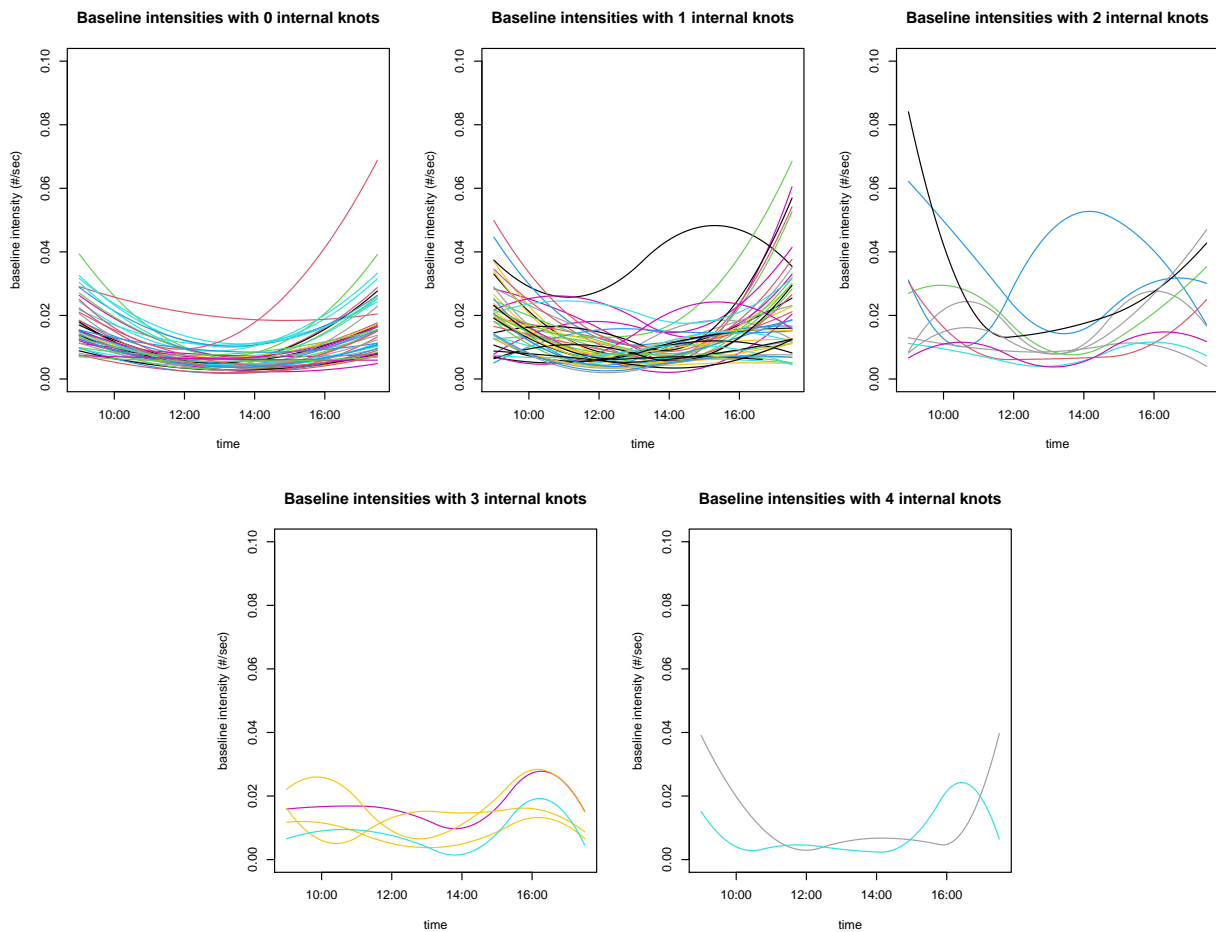 Baseline intensities with 0 internal knots
baseline intensity (#/sec)
0.10
0.08
0.06
0.04
0.02
0.00
10:00 12:00 14:00 16:00
time
Baseline intensities with 1 internal knots
baseline intensity (#/sec)
0.10
0.08
0.06
0.04
0.02
0.00
10:00 12:00 14:00 16:00
time
Baseline intensities with 2 internal knots
baseline intensity (#/sec)
0.10
0.08
0.06
0.04
0.02
0.00
10:00 12:00 14:00 16:00
time
Baseline intensities with 3 internal knots
baseline intensity (#/sec)
0.10
0.08
0.06
0.04
0.02
0.00
10:00 12:00 14:00 16:00
time
Baseline intensities with 4 internal knots
baseline intensity (#/sec)
0.10
0.08
0.06
0.04
0.02
0.00
10:00 12:00 14:00 16:00
time